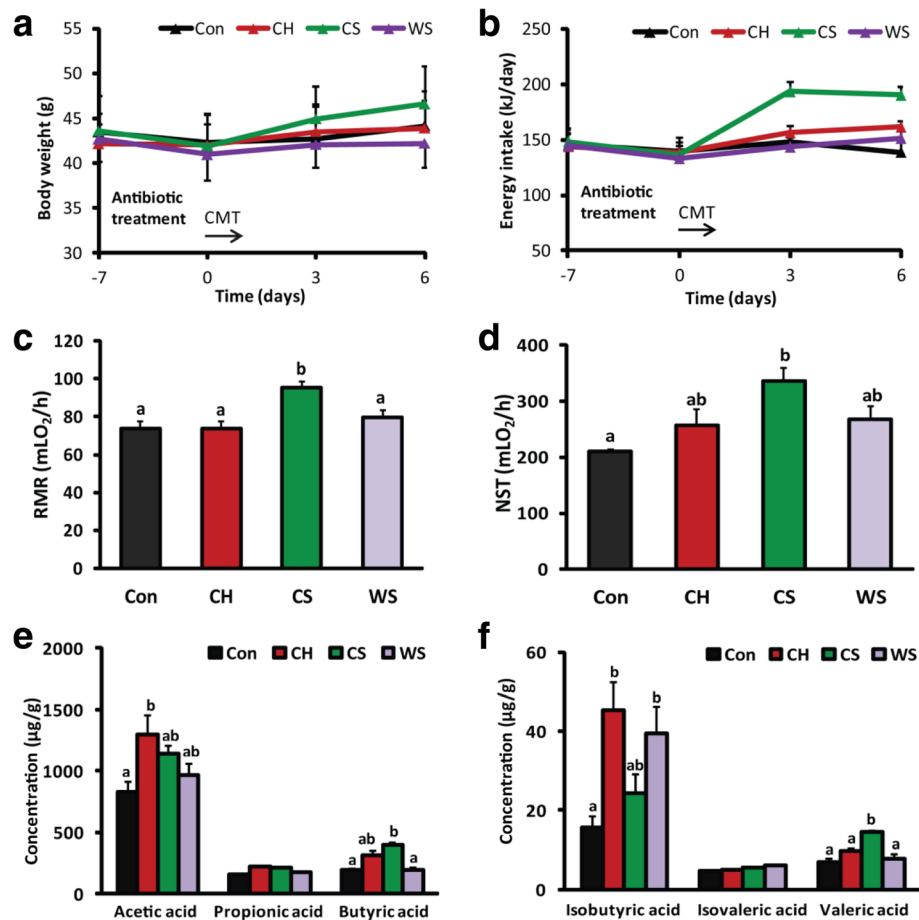 a
Con CH CS WS
Body weight (g)
55
50
45
40
35
30
Antibiotic
treatment
CMT
-7 0 3 6
Time (days)
b
Con CH CS WS
Energy intake (kJ/day)
250
200
150
100
50
Antibiotic
treatment
CMT
-7 0 3 6
Time (days)
c
RMR (mLO₂/h)
120
100
80
60
40
20
0
a a b a
Con CH CS WS
d
NST (mLO₂/h)
400
300
200
100
0
a ab b ab
Con CH CS WS
e
Con CH CS WS
Concentration (µg/g)
2000
1500
1000
500
0
a b ab ab
a ab b a
Acetic acid Propionic acid Butyric acid
f
Con CH CS WS
Concentration (µg/g)
60
40
20
0
a b ab b
a a b a
Isobutyric acid Isovaleric acid Valeric acid